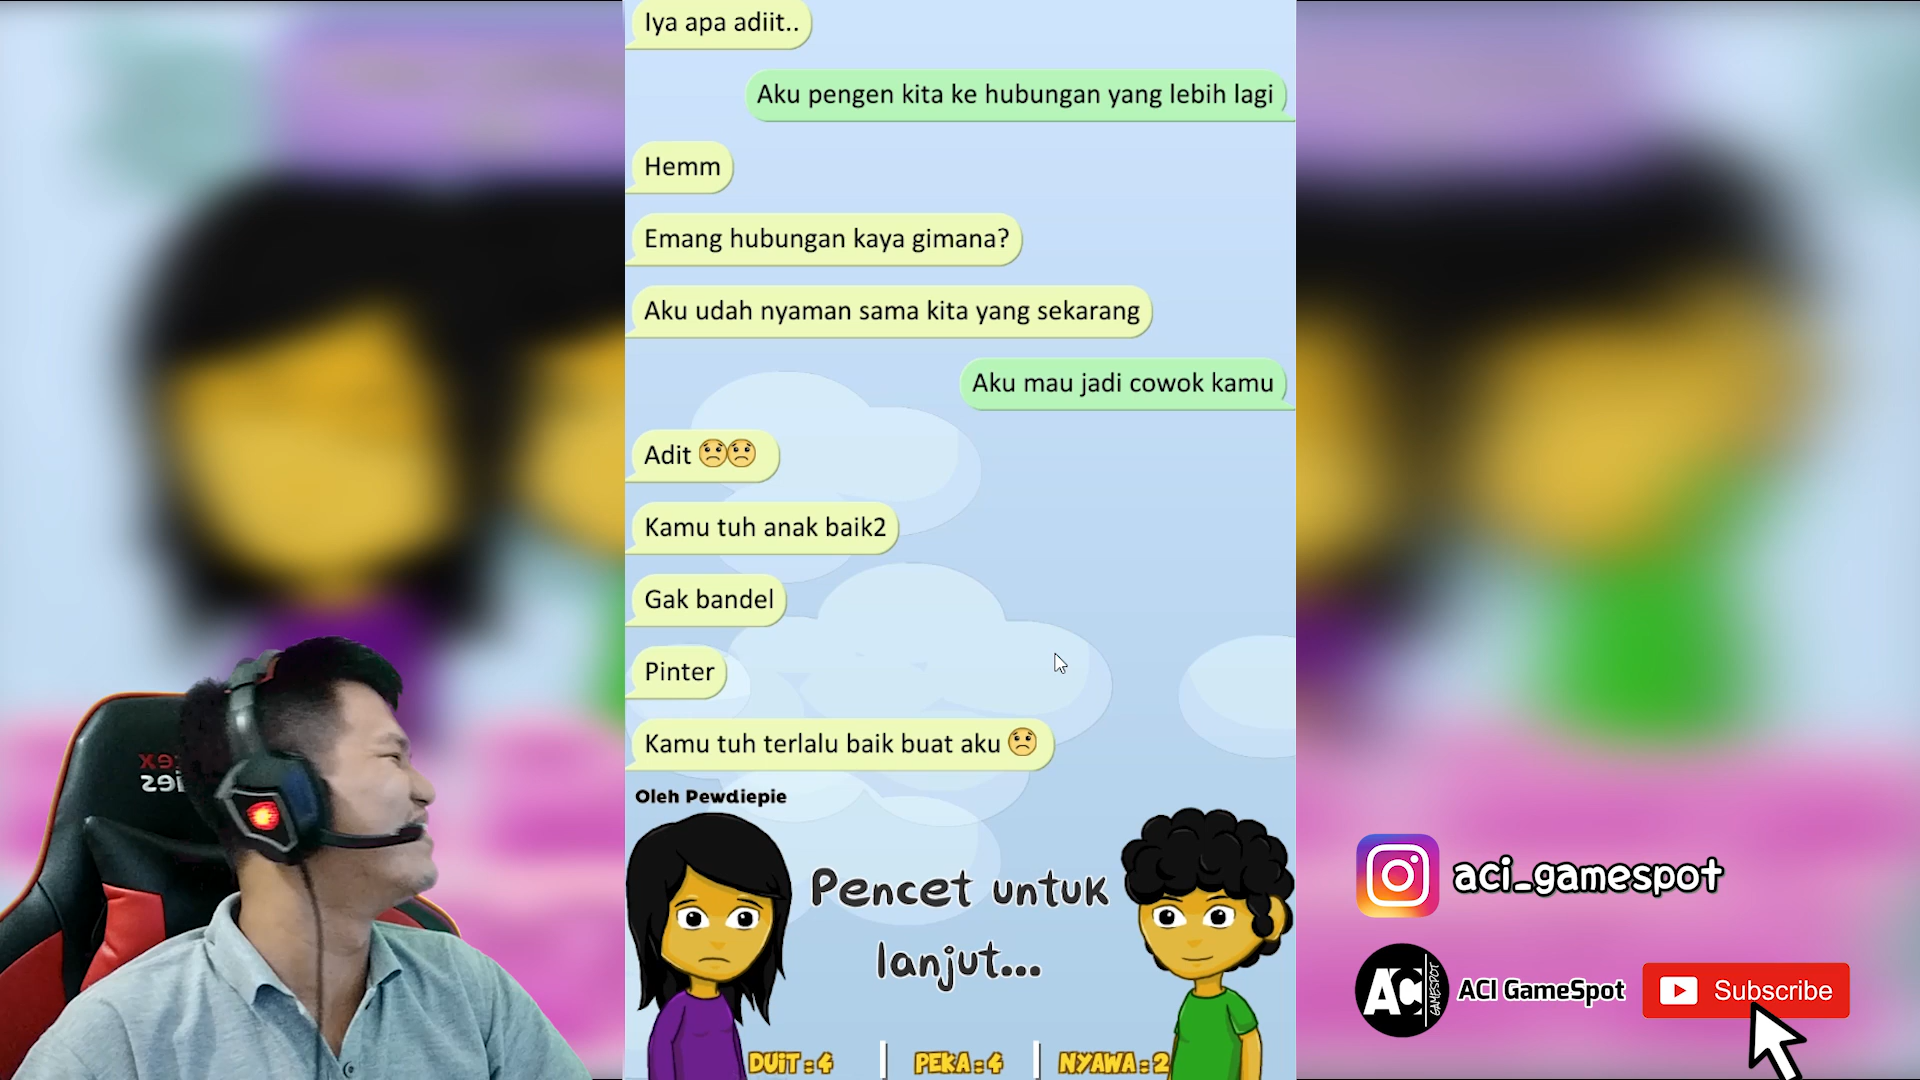 Iya apa adiit..
Aku pengen kita ke hubungan yang lebih lagi
Hemm
Emang hubungan kaya gimana?
Aku udah nyaman sama kita yang sekarang
Aku mau jadi cowok kamu
Adit 😟😟
Kamu tuh anak baik2
Gak bandel
Pinter
Kamu tuh terlalu baik buat aku 😟
Oleh Pewdiepie
Pencet untuk
lanjut...
DUIT : 4
PEKA : 4
NYAWA : 2
aci_gamespot
AC GAMESPOT
ACI GameSpot
Subscribe